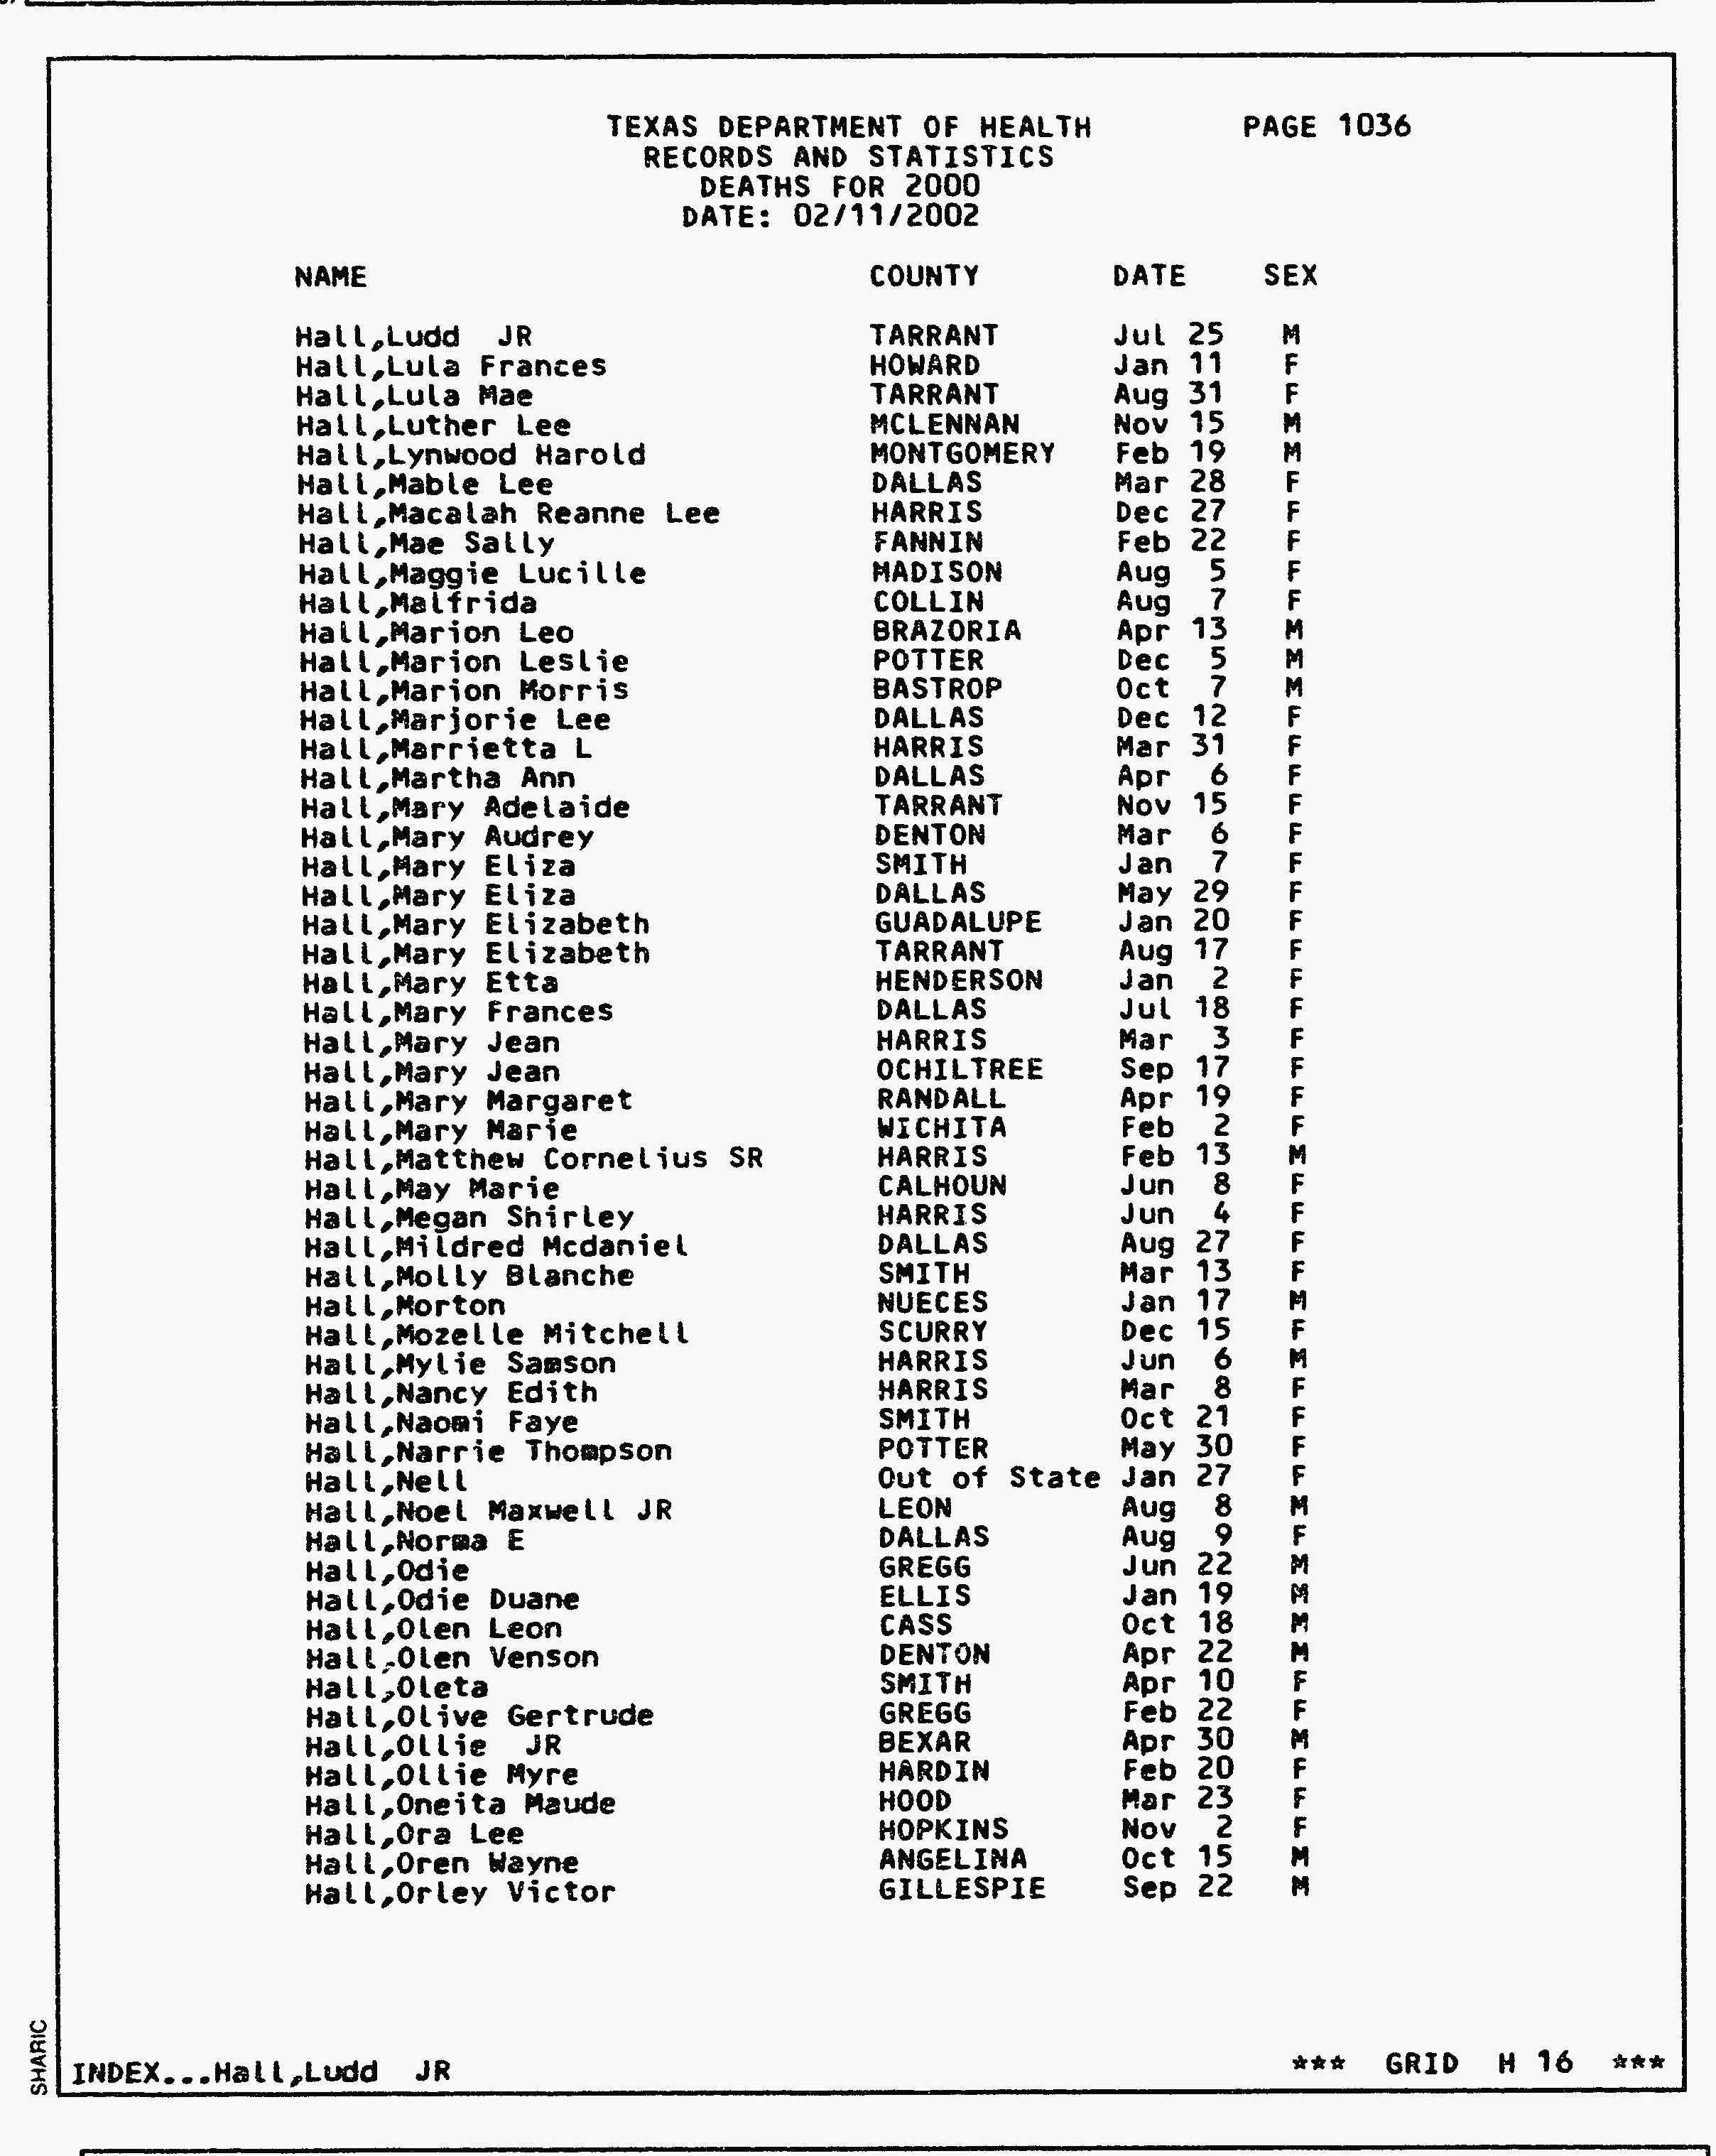 TEXAS DEPARTMENT OF HEALTH PAGE 1036
RECORDS AND STATISTICS
DEATHS FOR 2000
DATE: 02/11/2002
NAME COUNTY DATE SEX
Hall,Ludd  JR TARRANT Jul 25 M
Hall,Lula Frances HOWARD Jan 11 F
Hall,Lula Mae TARRANT Aug 31 F
Hall,Luther Lee MCLENNAN Nov 15 M
Hall,Lynwood Harold MONTGOMERY Feb 19 M
Hall,Mable Lee DALLAS Mar 28 F
Hall,Macalah Reanne Lee HARRIS Dec 27 F
Hall,Mae Sally FANNIN Feb 22 F
Hall,Maggie Lucille MADISON Aug 5 F
Hall,Malfrida COLLIN Aug 7 F
Hall,Marion Leo BRAZORIA Apr 13 M
Hall,Marion Leslie POTTER Dec 5 M
Hall,Marion Morris BASTROP Oct 7 M
Hall,Marjorie Lee DALLAS Dec 12 F
Hall,Marrietta L HARRIS Mar 31 F
Hall,Martha Ann DALLAS Apr 6 F
Hall,Mary Adelaide TARRANT Nov 15 F
Hall,Mary Audrey DENTON Mar 6 F
Hall,Mary Eliza SMITH Jan 7 F
Hall,Mary Eliza DALLAS May 29 F
Hall,Mary Elizabeth GUADALUPE Jan 20 F
Hall,Mary Elizabeth TARRANT Aug 17 F
Hall,Mary Etta HENDERSON Jan 2 F
Hall,Mary Frances DALLAS Jul 18 F
Hall,Mary Jean HARRIS Mar 3 F
Hall,Mary Jean OCHILTREE Sep 17 F
Hall,Mary Margaret RANDALL Apr 19 F
Hall,Mary Marie WICHITA Feb 2 F
Hall,Matthew Cornelius SR HARRIS Feb 13 M
Hall,May Marie CALHOUN Jun 8 F
Hall,Megan Shirley HARRIS Jun 4 F
Hall,Mildred Mcdaniel DALLAS Aug 27 F
Hall,Molly Blanche SMITH Mar 13 F
Hall,Morton NUECES Jan 17 M
Hall,Mozelle Mitchell SCURRY Dec 15 F
Hall,Mylie Samson HARRIS Jun 6 M
Hall,Nancy Edith HARRIS Mar 8 F
Hall,Naomi Faye SMITH Oct 21 F
Hall,Narrie Thompson POTTER May 30 F
Hall,Nell Out of State Jan 27 F
Hall,Noel Maxwell JR LEON Aug 8 M
Hall,Norma E DALLAS Aug 9 F
Hall,Odie GREGG Jun 22 M
Hall,Odie Duane ELLIS Jan 19 M
Hall,Olen Leon CASS Oct 18 M
Hall,Olen Venson DENTON Apr 22 M
Hall,Oleta SMITH Apr 10 F
Hall,Olive Gertrude GREGG Feb 22 F
Hall,Ollie  JR BEXAR Apr 30 M
Hall,Ollie Myre HARDIN Feb 20 F
Hall,Oneita Maude HOOD Mar 23 F
Hall,Ora Lee HOPKINS Nov 2 F
Hall,Oren Wayne ANGELINA Oct 15 M
Hall,Orley Victor GILLESPIE Sep 22 M
SHARIC
INDEX...Hall,Ludd  JR *** GRID H 16 ***